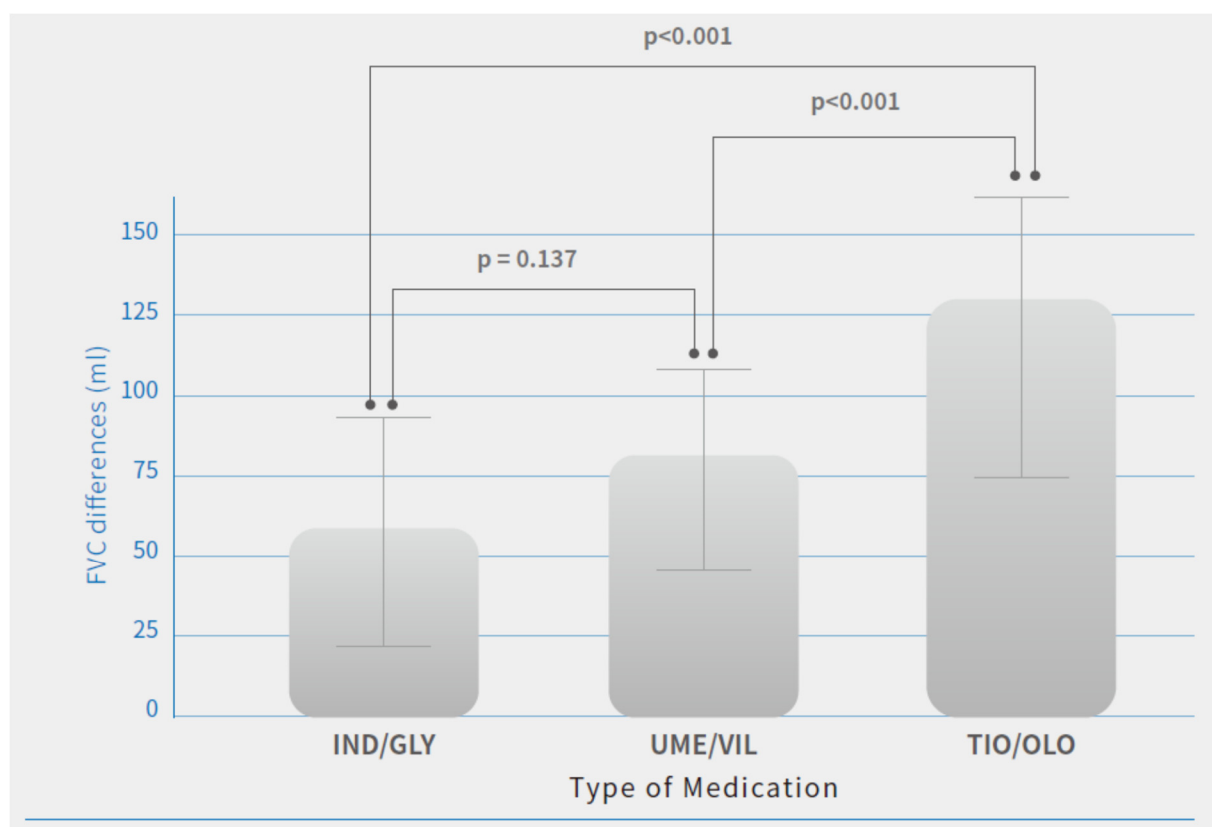 p<0.001
p<0.001
p = 0.137
150
125
100
75
50
25
0
FVC differences (ml)
IND/GLY UME/VIL TIO/OLO
Type of Medication